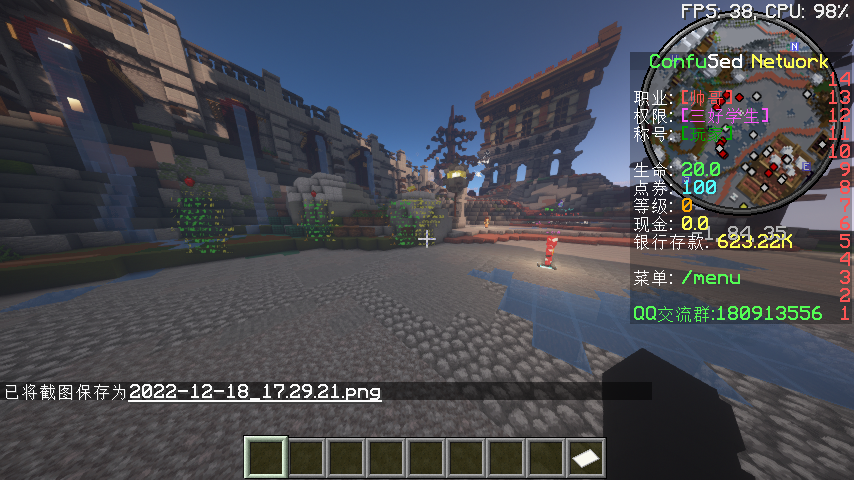 FPS: 38, CPU: 98%
N
ConfuSed Network
14
职业: [帅哥] 13
权限: [三好学生] 12
称号: [玩家] 11
10
生命: 20.0 9
E
点券: 100 8
等级: 0 7
现金: 0.0 6
银行存款: 623.22K 5
4
菜单: /menu 3
2
QQ交流群:180913556 1
已将截图保存为2022-12-18_17.29.21.png